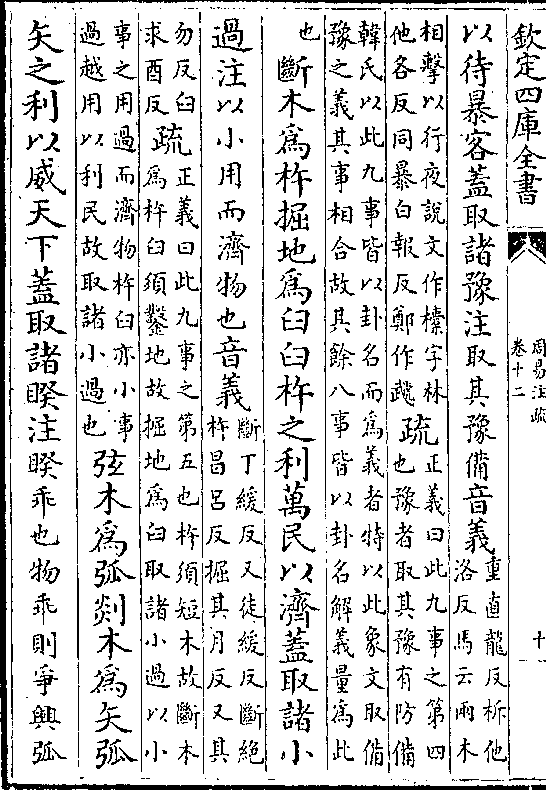 欽定四庫全書
周易注疏
卷十二
十
以待暴客蓋取諸豫注取其豫備音義
重直龍反柝他
洛反馬云兩木
相擊以行夜說文作㯓字林
他各反同暴白報反鄭作虣
疏
正義曰此九事之第四
也豫者取其豫有防備
韓氏以此九事皆以卦名而爲義者特以此象文取備
豫之義其事相合故其餘八事皆以卦名解義量爲此
也
斷木爲杵掘地爲臼臼杵之利萬民以濟蓋取諸小
過注以小用而濟物也音義
斷丁緩反又徒緩反斷絕
杵昌呂反掘其月反又其
勿反臼
求酉反
疏
正義曰此九事之第五也杵須短木故斷木
爲杵臼須鑿地故掘地爲臼取諸小過以小
事之用過而濟物杵臼亦小事
過越用以利民故取諸小過也
弦木爲弧剡木爲矢弧
矢之利以威天下蓋取諸睽注睽乖也物乖則爭興弧